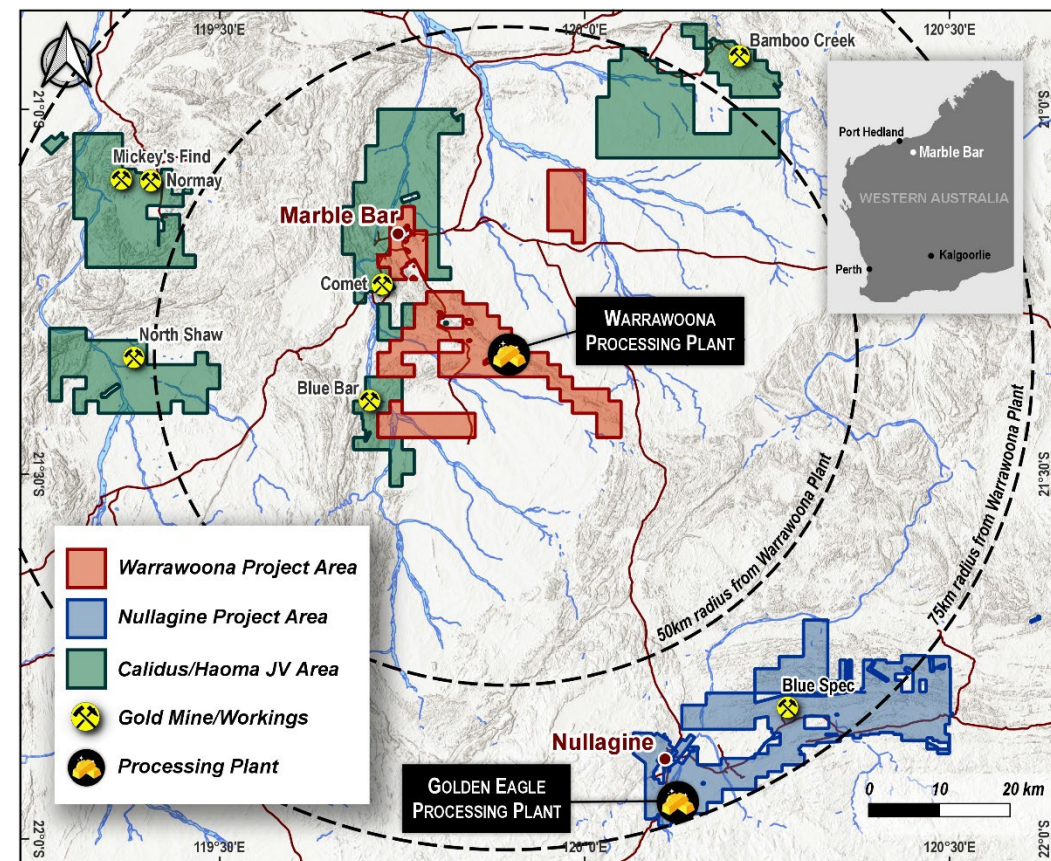 119°30'E
120°0'E
120°30'E
21°0'S
21°0'S
Bamboo Creek
Port Hedland
Marble Bar
WESTERN AUSTRALIA
Kalgoorlie
Perth
Mickey's Find
Normay
Marble Bar
Comet
WARRAWOONA
PROCESSING PLANT
North Shaw
Blue Bar
21°30'S
21°30'S
50km radius from Warrawoona Plant
75km radius from Warrawoona Plant
Warrawoona Project Area
Nullagine Project Area
Calidus/Haoma JV Area
Gold Mine/Workings
Processing Plant
Blue Spec
Nullagine
GOLDEN EAGLE
PROCESSING PLANT
0 10 20 km
22°0'S
22°0'S
119°30'E
120°0'E
120°30'E